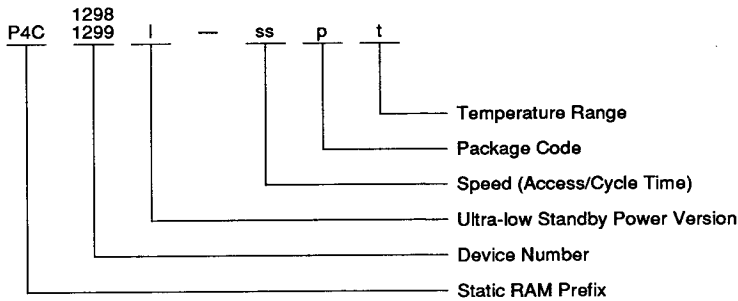 1298
P4C 1299 l — ss p t
Temperature Range
Package Code
Speed (Access/Cycle Time)
Ultra-low Standby Power Version
Device Number
Static RAM Prefix